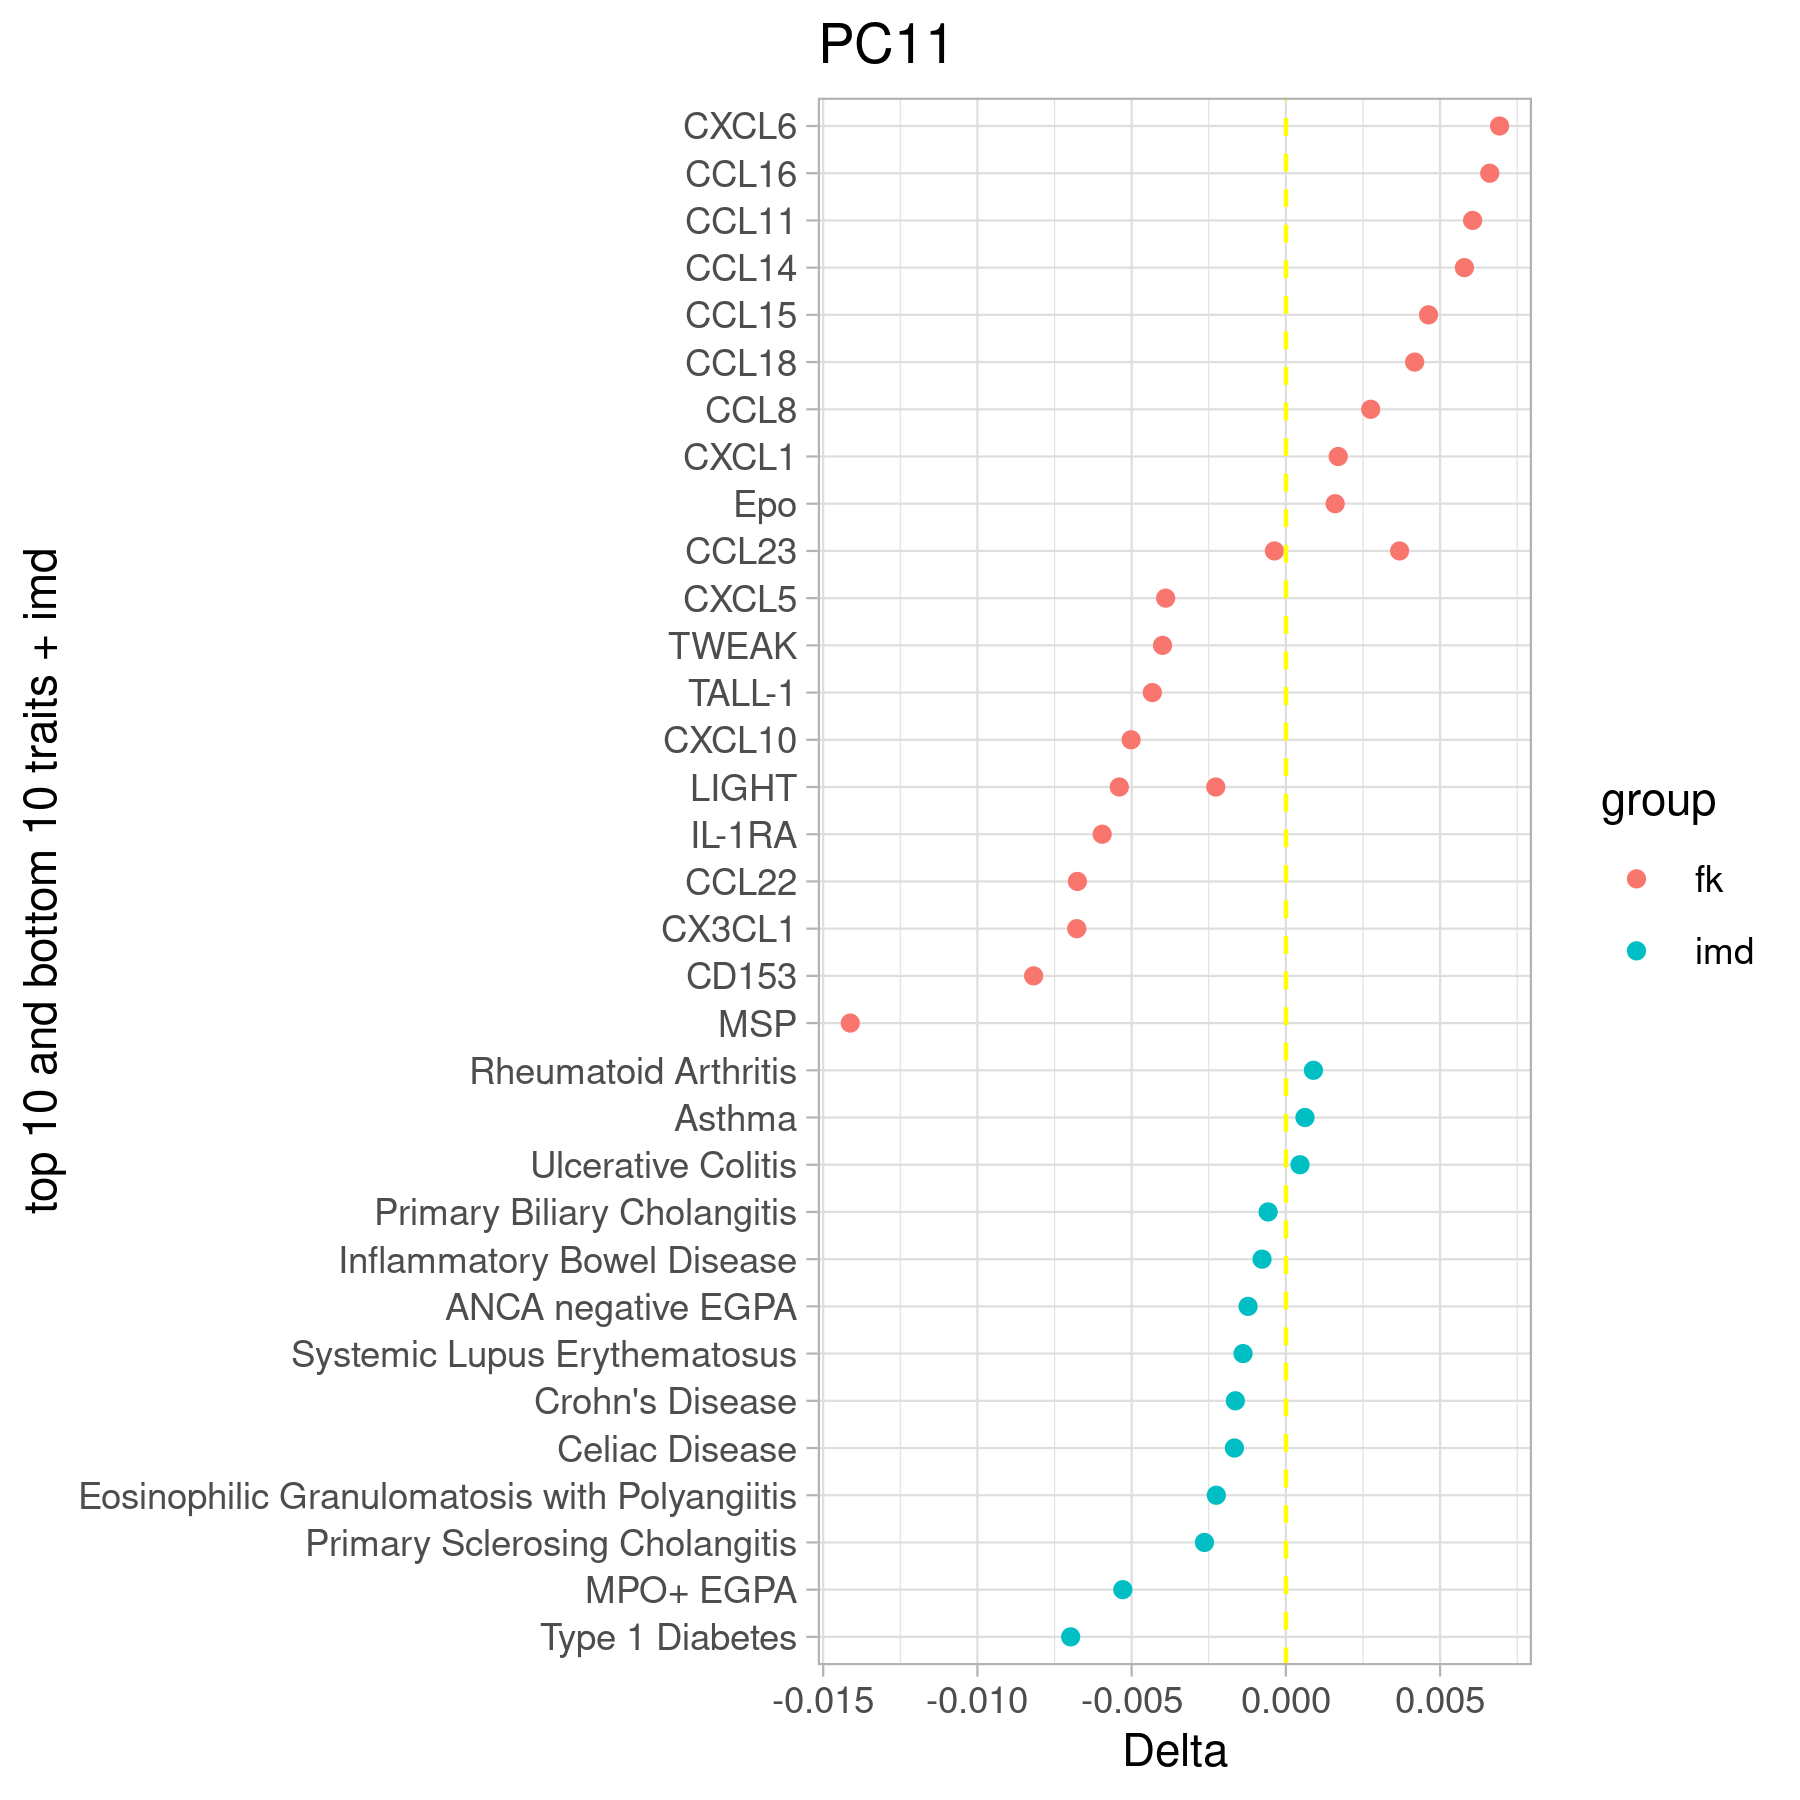 PC11
top 10 and bottom 10 traits + imd
CXCL6
CCL16
CCL11
CCL14
CCL15
CCL18
CCL8
CXCL1
Epo
CCL23
CXCL5
TWEAK
TALL-1
CXCL10
LIGHT
IL-1RA
CCL22
CX3CL1
CD153
MSP
Rheumatoid Arthritis
Asthma
Ulcerative Colitis
Primary Biliary Cholangitis
Inflammatory Bowel Disease
ANCA negative EGPA
Systemic Lupus Erythematosus
Crohn's Disease
Celiac Disease
Eosinophilic Granulomatosis with Polyangiitis
Primary Sclerosing Cholangitis
MPO+ EGPA
Type 1 Diabetes
-0.015 -0.010 -0.005 0.000 0.005
Delta
group
fk
imd